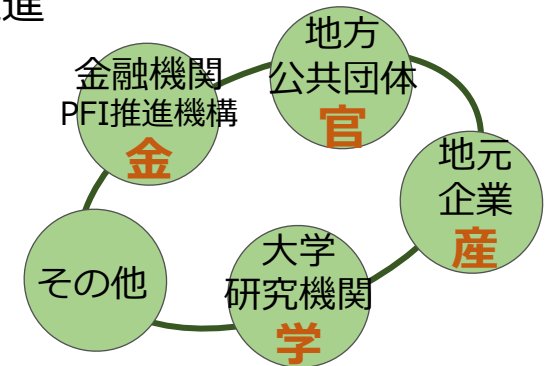 進
地方
公共団体
官
金融機関
PFI推進機構
金
地元
企業
産
大学
研究機関
学
その他